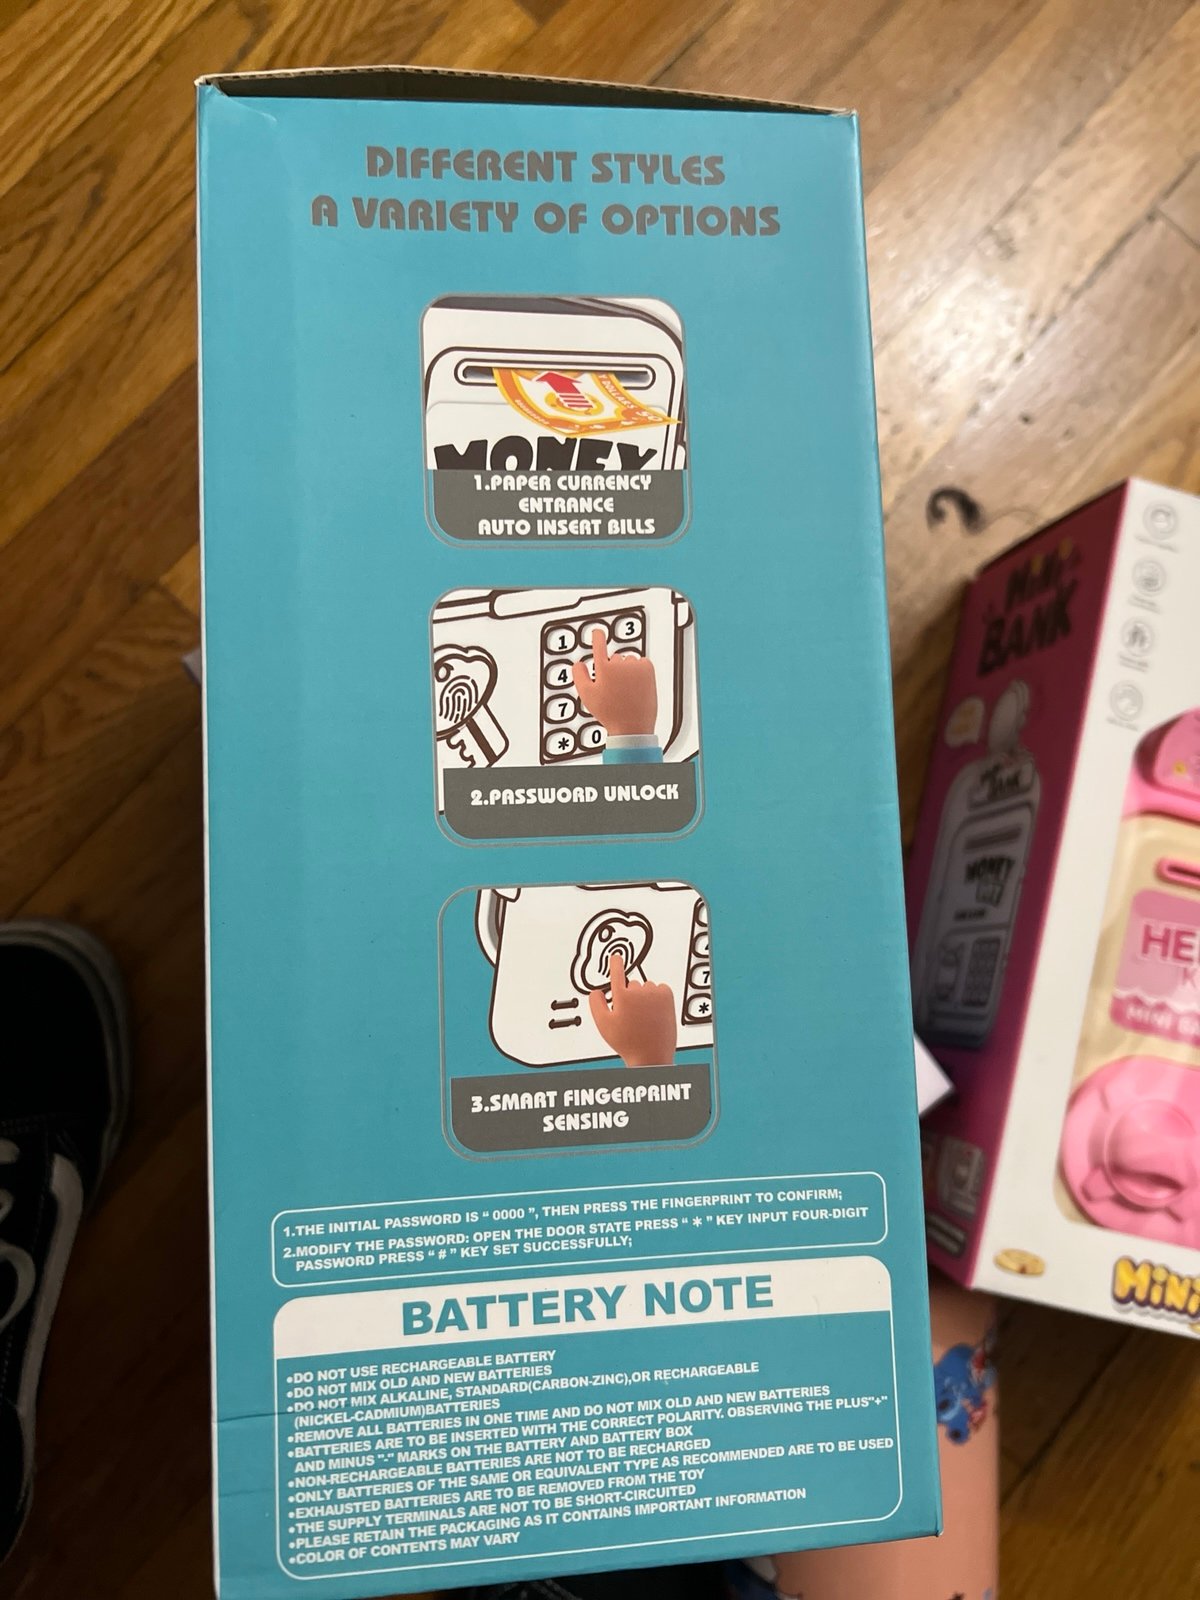 DIFFERENT STYLES
A VARIETY OF OPTIONS
MONEY
1.PAPER CURRENCY
ENTRANCE
AUTO INSERT BILLS
1 3
4
7
* 0
2.PASSWORD UNLOCK
7
*
3.SMART FINGERPRINT
SENSING
1.THE INITIAL PASSWORD IS “ 0000 ”, THEN PRESS THE FINGERPRINT TO CONFIRM;
2.MODIFY THE PASSWORD: OPEN THE DOOR STATE PRESS “ * ” KEY INPUT FOUR-DIGIT
PASSWORD PRESS “ # ” KEY SET SUCCESSFULLY;
BATTERY NOTE
•DO NOT USE RECHARGEABLE BATTERY
•DO NOT MIX OLD AND NEW BATTERIES
•DO NOT MIX ALKALINE, STANDARD(CARBON-ZINC),OR RECHARGEABLE
(NICKEL-CADMIUM)BATTERIES
•REMOVE ALL BATTERIES IN ONE TIME AND DO NOT MIX OLD AND NEW BATTERIES
•BATTERIES ARE TO BE INSERTED WITH THE CORRECT POLARITY. OBSERVING THE PLUS"+"
AND MINUS "-" MARKS ON THE BATTERY AND BATTERY BOX
•NON-RECHARGEABLE BATTERIES ARE NOT TO BE RECHARGED
•ONLY BATTERIES OF THE SAME OR EQUIVALENT TYPE AS RECOMMENDED ARE TO BE USED
•EXHAUSTED BATTERIES ARE TO BE REMOVED FROM THE TOY
•THE SUPPLY TERMINALS ARE NOT TO BE SHORT-CIRCUITED
•PLEASE RETAIN THE PACKAGING AS IT CONTAINS IMPORTANT INFORMATION
•COLOR OF CONTENTS MAY VARY
MiNi
BANK
MONEY
HE
MINI
MiNi